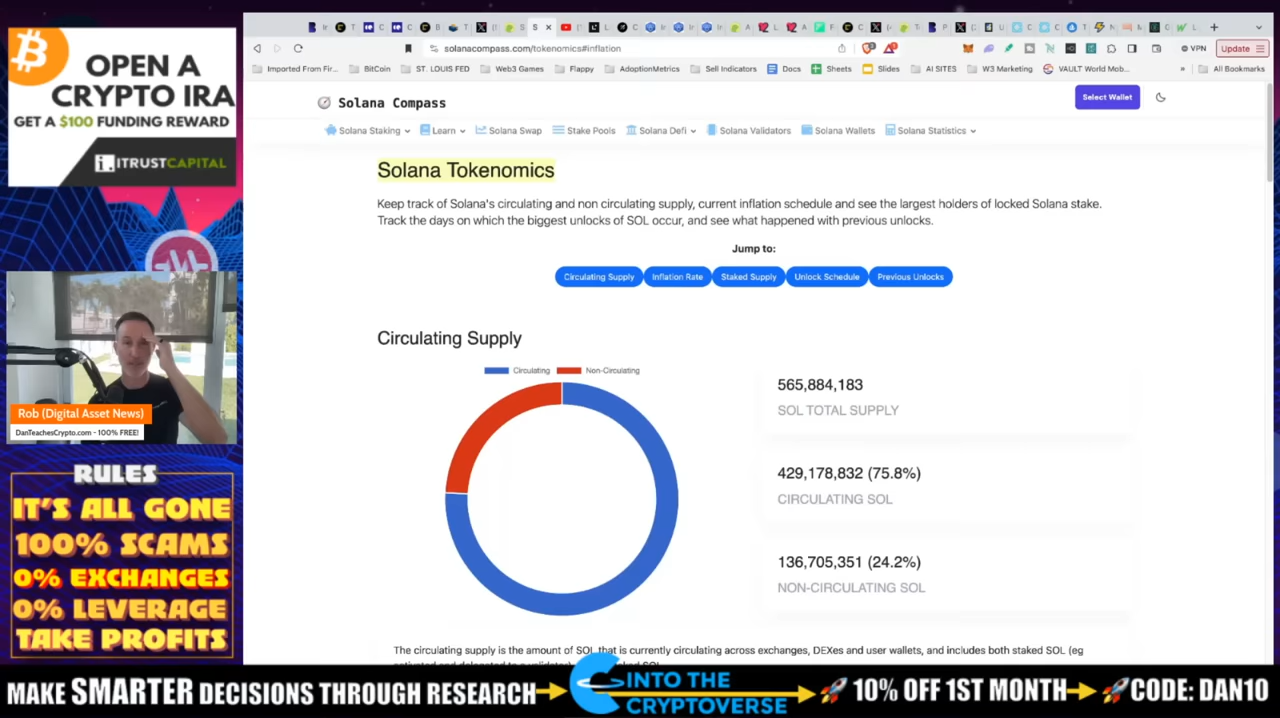 OPEN A
CRYPTO IRA
GET A $100 FUNDING REWARD
ITRUSTCAPITAL
Rob (Digital Asset News)
DanTeachesCrypto.com - 100% FREE!
RULES
IT'S ALL GONE
100% SCAMS
0% EXCHANGES
0% LEVERAGE
TAKE PROFITS
solanacompass.com/tokenomics#inflation
VPN
Update
Imported From Fir... BitCoin ST. LOUIS FED Web3 Games Flappy AdoptionMetrics Sell Indicators Docs Sheets Slides AI SITES W3 Marketing VAULT World Mob... » All Bookmarks
Solana Compass
Select Wallet
Solana Staking Learn Solana Swap Stake Pools Solana Defi Solana Validators Solana Wallets Solana Statistics
Solana Tokenomics
Keep track of Solana's circulating and non circulating supply, current inflation schedule and see the largest holders of locked Solana stake.
Track the days on which the biggest unlocks of SOL occur, and see what happened with previous unlocks.
Jump to:
Circulating Supply Inflation Rate Staked Supply Unlock Schedule Previous Unlocks
Circulating Supply
Circulating Non-Circulating
565,884,183
SOL TOTAL SUPPLY
429,178,832 (75.8%)
CIRCULATING SOL
136,705,351 (24.2%)
NON-CIRCULATING SOL
The circulating supply is the amount of SOL that is currently circulating across exchanges, DEXes and user wallets, and includes both staked SOL (eg
MAKE SMARTER DECISIONS THROUGH RESEARCH
INTO THE
CRYPTOVERSE
10% OFF 1ST MONTH
CODE: DAN10